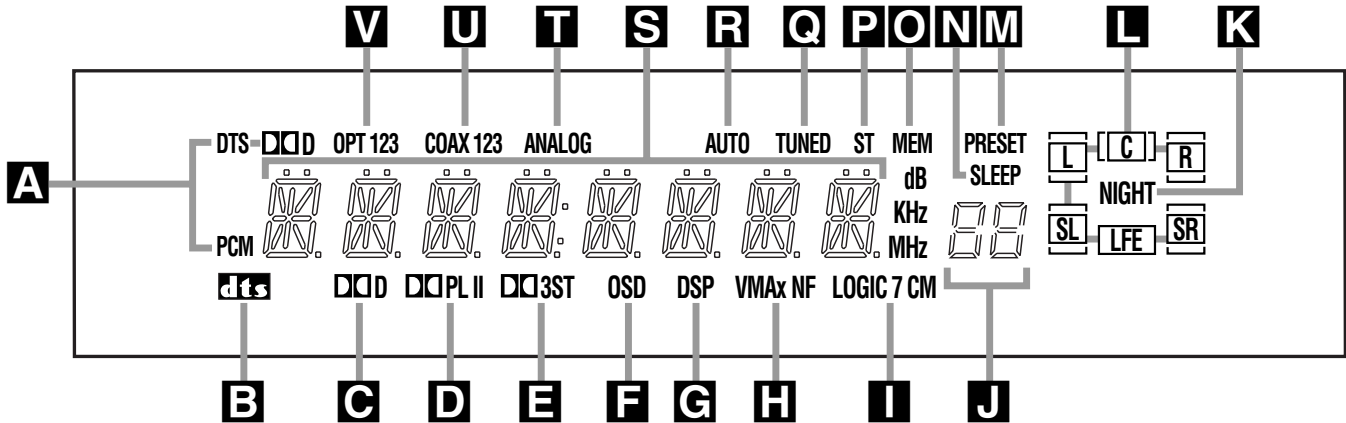 V U T S R Q P O N M L K
DTS D OPT 123 COAX 123 ANALOG AUTO TUNED ST MEM PRESET L C R
A dB SLEEP
KHz NIGHT
PCM MHz SL LFE SR
dts D PL II 3ST OSD DSP VMAx NF LOGIC 7 CM
B C D E F G H I J